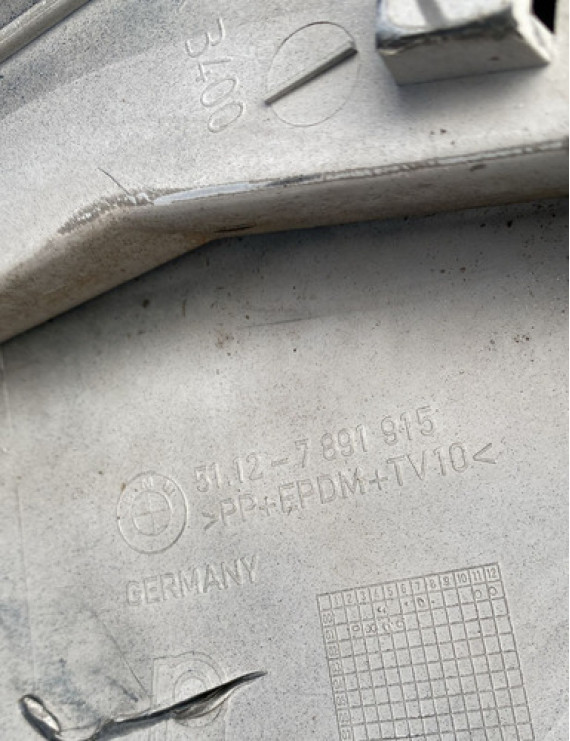 3400
BMW
51.12-7 891 915
>PP+EPDM+TV10<
GERMANY
1 2 3 4 5 6 7 8 9 10 11 12